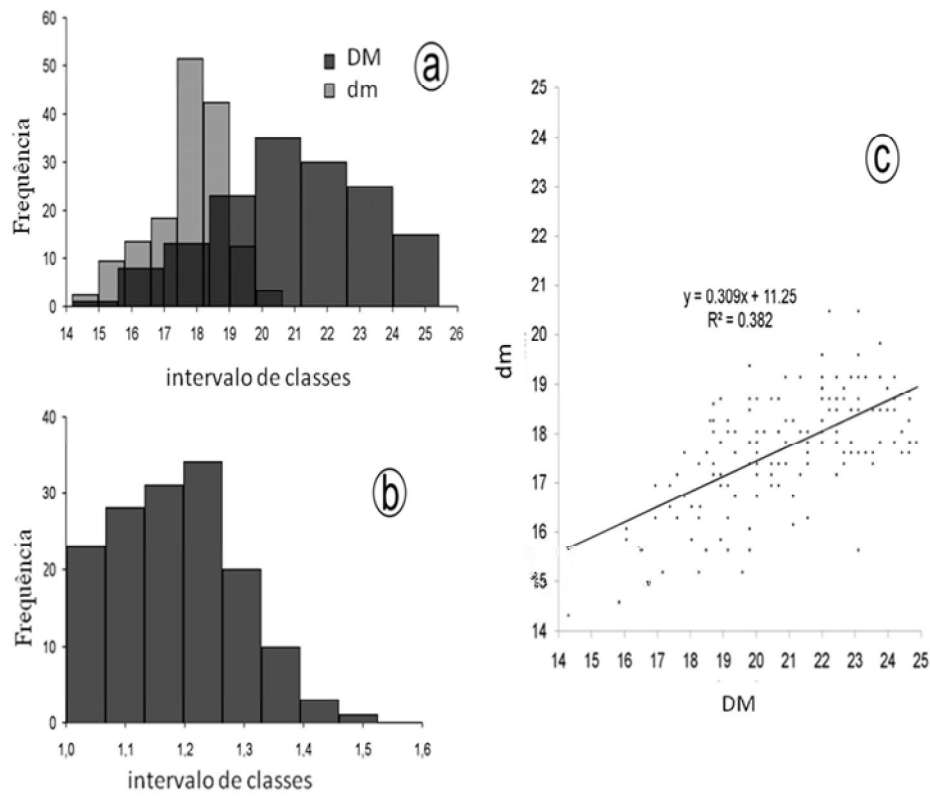 60
50
40
30
20
10
0
Frequência
DM
dm
a
14 15 16 17 18 19 20 21 22 23 24 25 26
intervalo de classes
40
30
20
10
0
Frequência
b
1,0 1,1 1,2 1,3 1,4 1,5 1,6
intervalo de classes
25
24
23
22
21
20
19
18
17
16
15
14
dm
c
y = 0.309x + 11.25
R² = 0.382
14 15 16 17 18 19 20 21 22 23 24 25
DM